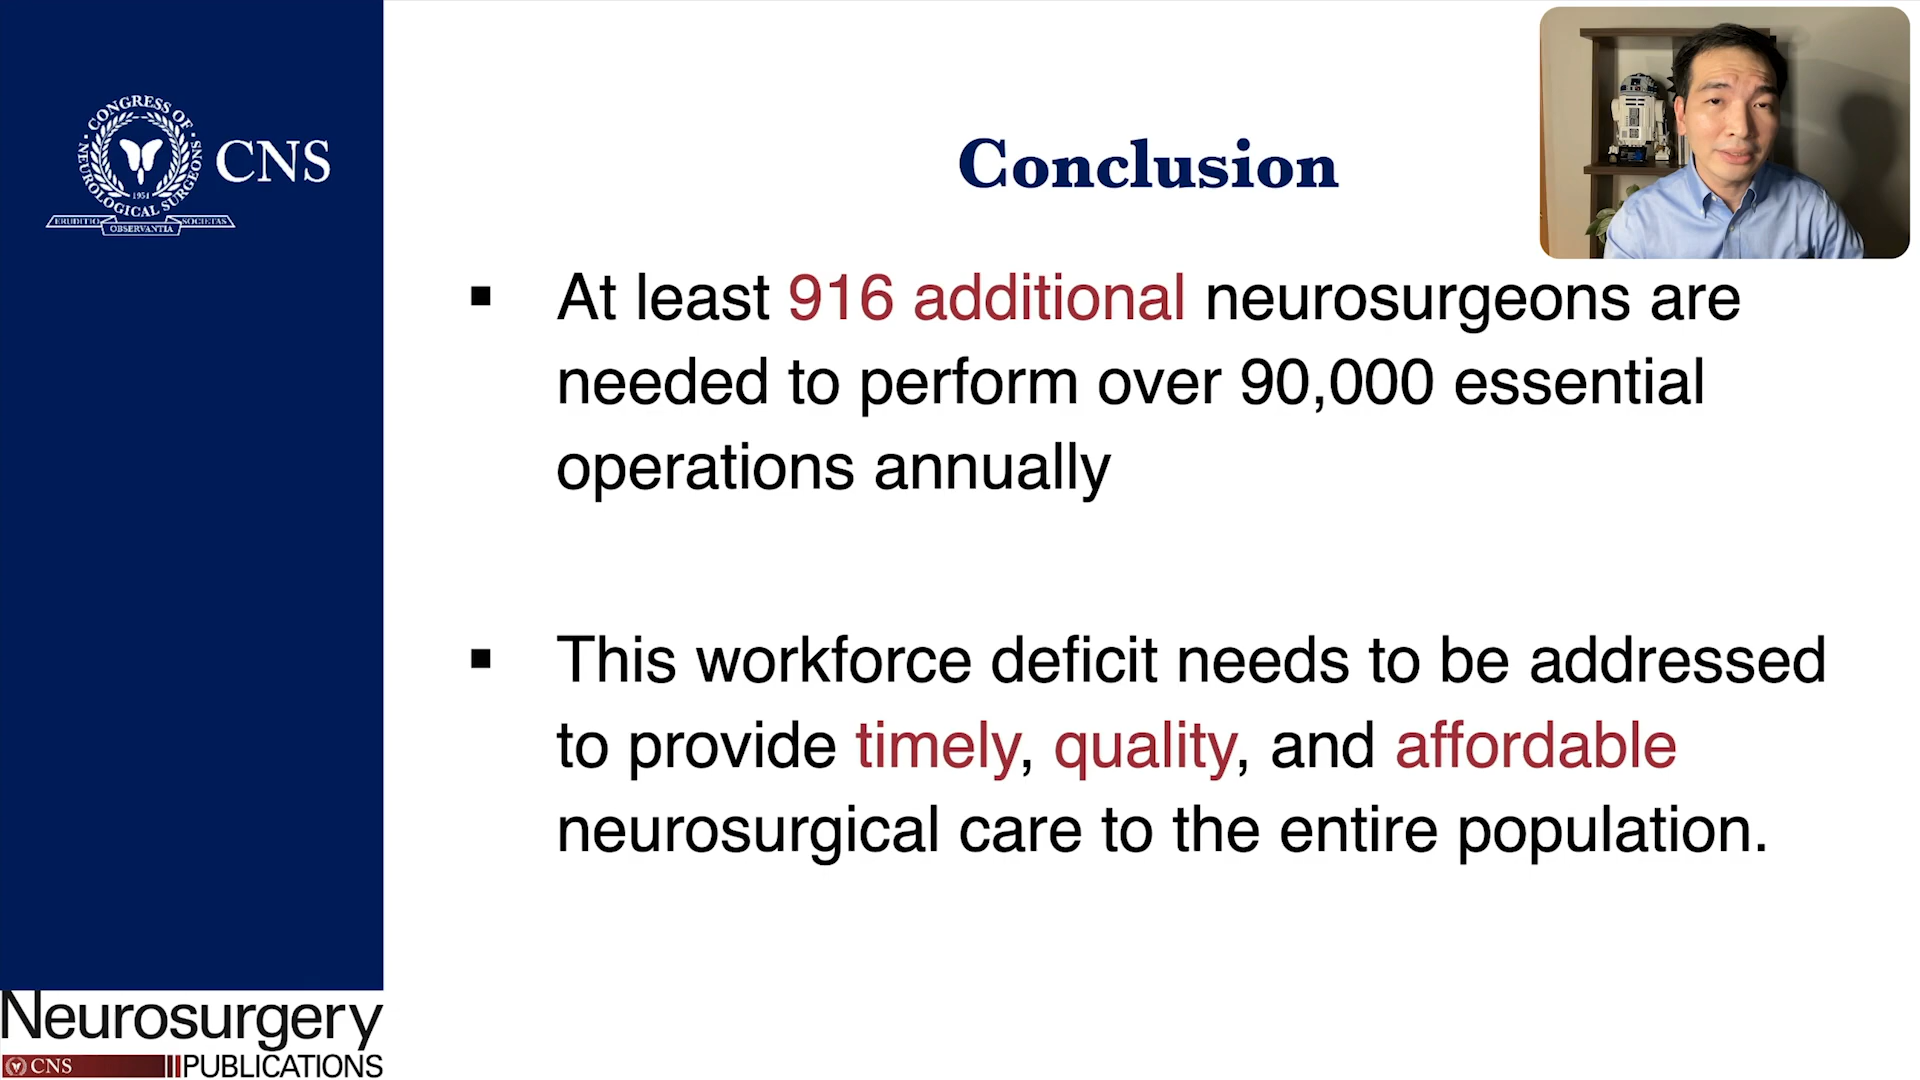 CONGRESS OF
NEUROLOGICAL SURGEONS
1951
ERUDITIO OBSERVANTIA SOCIETAS
CNS
Conclusion
At least 916 additional neurosurgeons are
needed to perform over 90,000 essential
operations annually
This workforce deficit needs to be addressed
to provide timely, quality, and affordable
neurosurgical care to the entire population.
Neurosurgery
CNS PUBLICATIONS